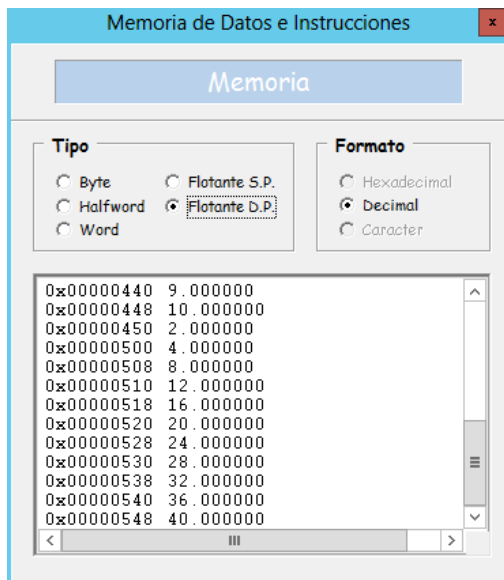 Memoria de Datos e Instrucciones x
Memoria
Tipo
Byte Flotante S.P.
Halfword Flotante D.P.
Word
Formato
Hexadecimal
Decimal
Caracter
0x00000440 9.000000
0x00000448 10.000000
0x00000450 2.000000
0x00000500 4.000000
0x00000508 8.000000
0x00000510 12.000000
0x00000518 16.000000
0x00000520 20.000000
0x00000528 24.000000
0x00000530 28.000000
0x00000538 32.000000
0x00000540 36.000000
0x00000548 40.000000